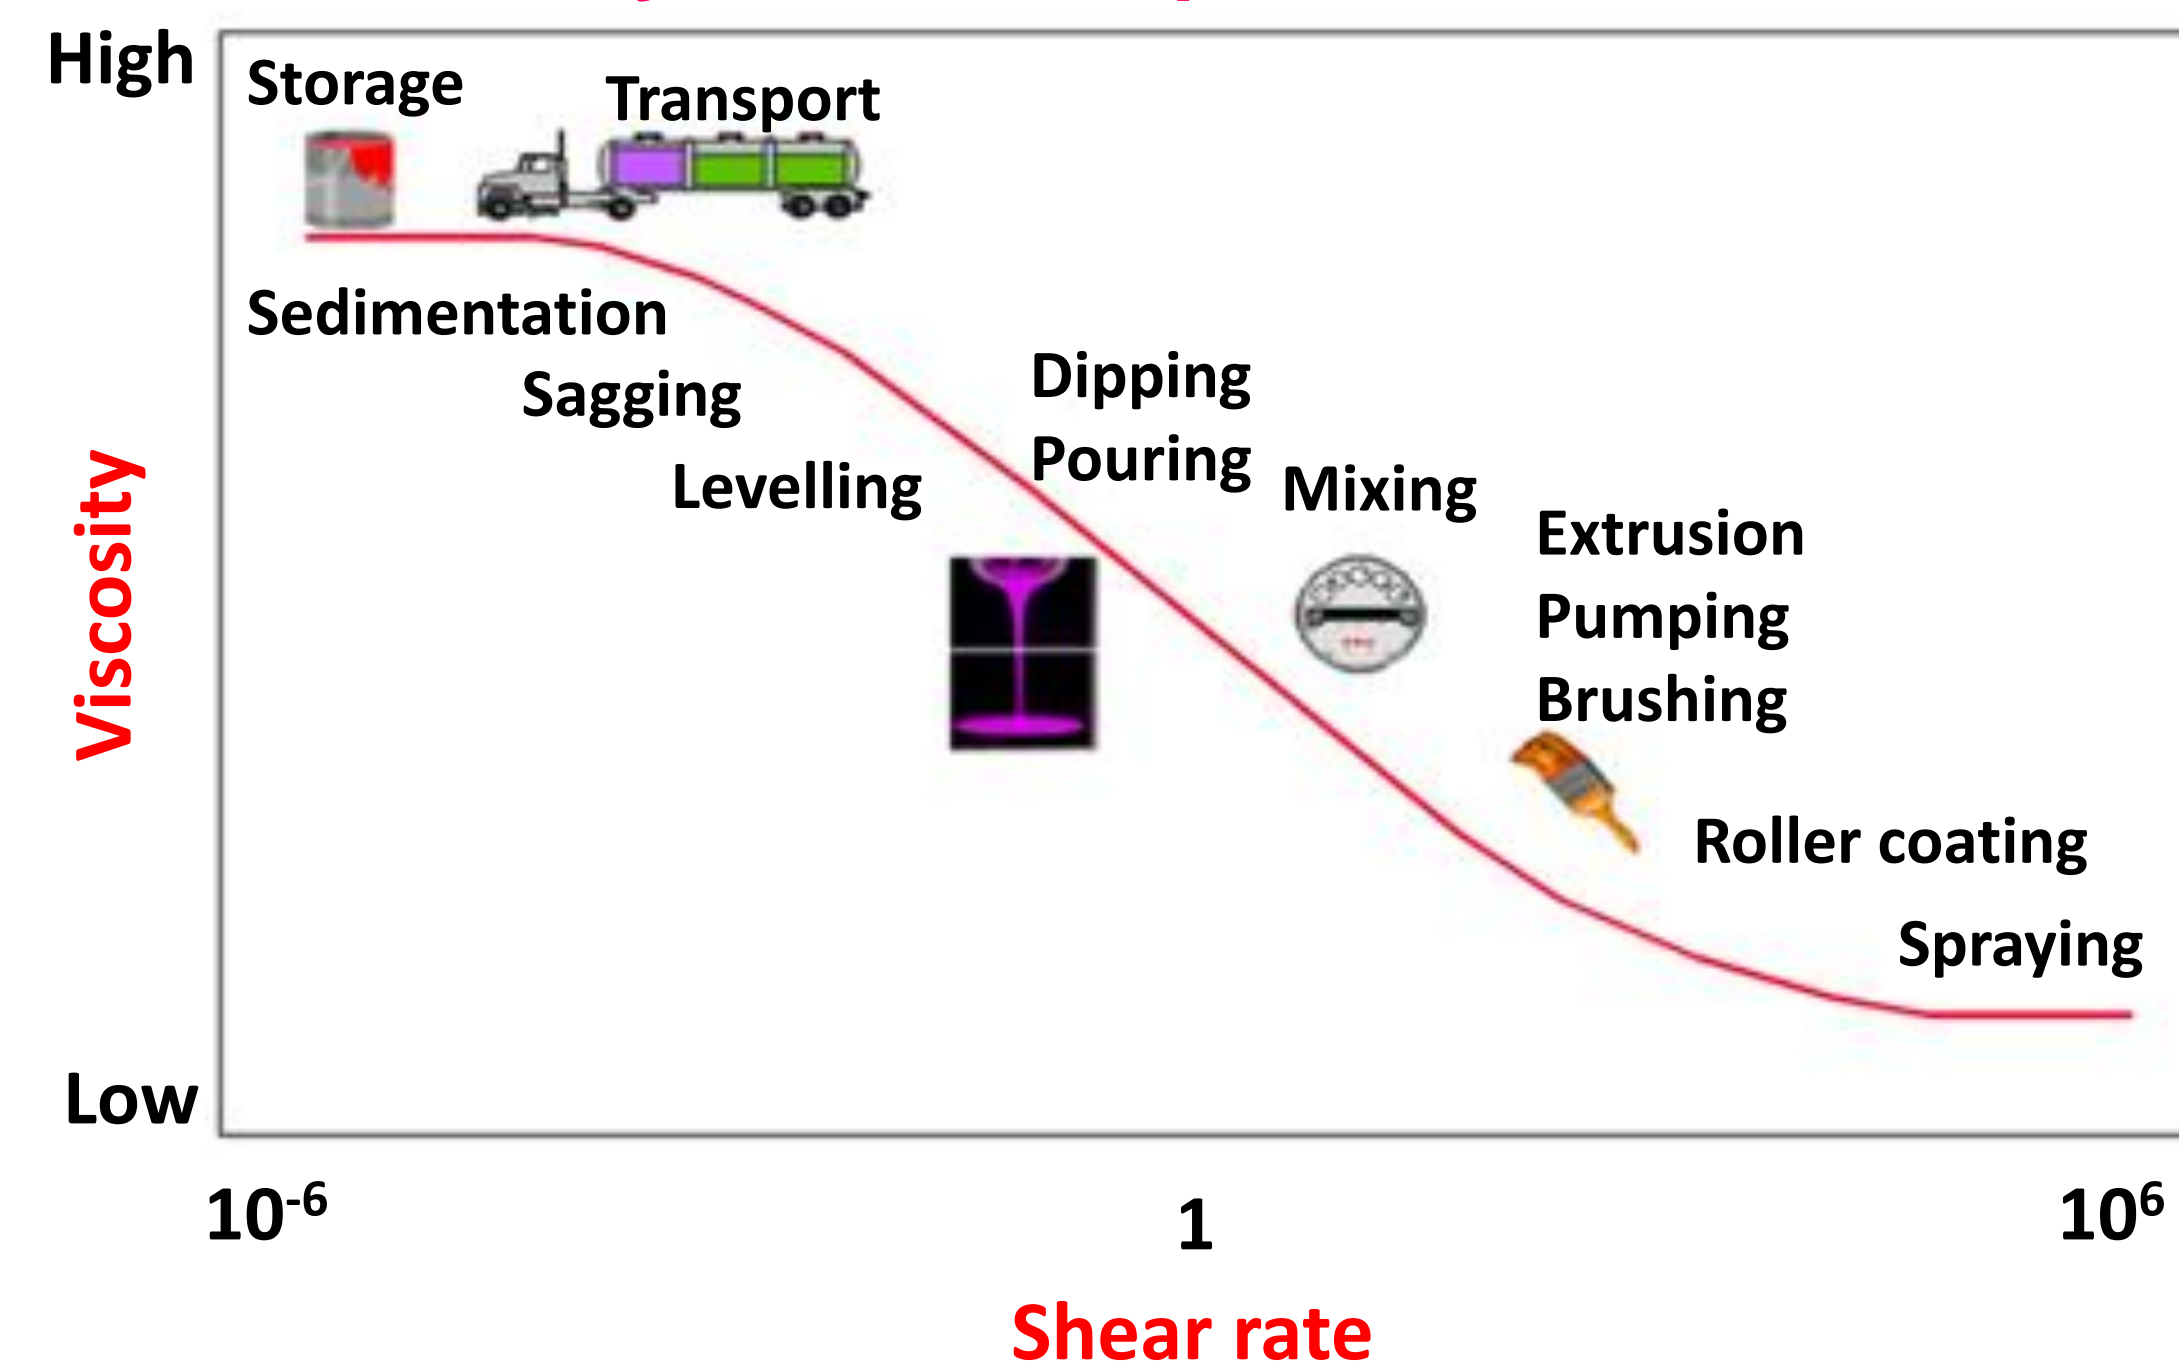 High
Storage
Transport
Sedimentation
Sagging
Levelling
Dipping
Pouring
Mixing
Extrusion
Pumping
Brushing
Roller coating
Spraying
Viscosity
Low
10⁻⁶
1
10⁶
Shear rate